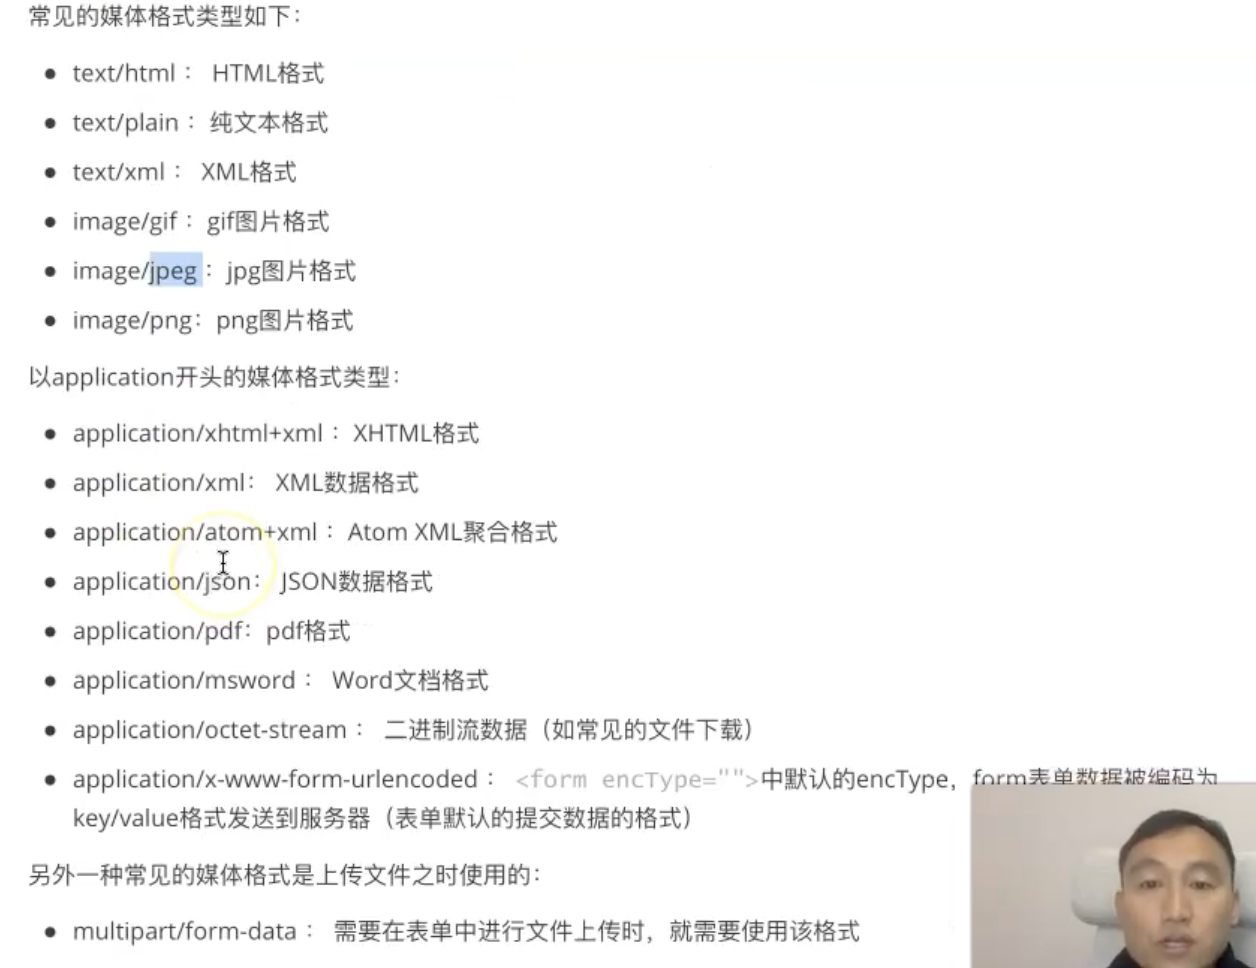 常见的媒体格式类型如下：
● text/html： HTML格式
● text/plain：纯文本格式
● text/xml： XML格式
● image/gif：gif图片格式
● image/jpeg：jpg图片格式
● image/png：png图片格式
以application开头的媒体格式类型：
● application/xhtml+xml：XHTML格式
● application/xml： XML数据格式
● application/atom+xml：Atom XML聚合格式
● application/json： JSON数据格式
● application/pdf：pdf格式
● application/msword： Word文档格式
● application/octet-stream： 二进制流数据（如常见的文件下载）
● application/x-www-form-urlencoded： <form encType="">中默认的encType，form表单数据被编码为
key/value格式发送到服务器（表单默认的提交数据的格式）
另外一种常见的媒体格式是上传文件之时使用的：
● multipart/form-data： 需要在表单中进行文件上传时，就需要使用该格式